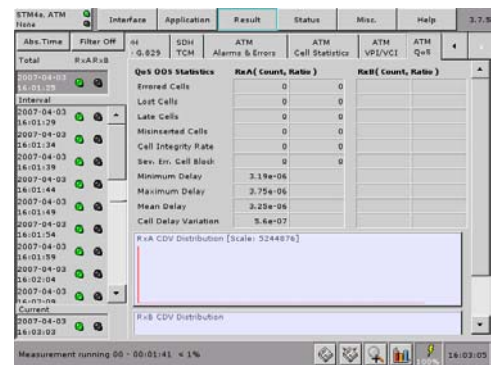 STM4e, ATM
None
Interface Application Result Status Misc. Help 3.7.5
Abs.Time Filter Off
- G.829 SDH TCM ATM Alarms & Errors ATM Cell Statistics ATM VPI/VCI ATM QoS
Total RxA RxB
2007-04-03
16:01:25
Interval
2007-04-03
16:01:29
2007-04-03
16:01:34
2007-04-03
16:01:39
2007-04-03
16:01:44
2007-04-03
16:01:49
2007-04-03
16:01:54
2007-04-03
16:01:59
2007-04-03
16:02:04
2007-04-03
16:02:09
Current
2007-04-03
16:03:03
QoS OOS Statistics RxA( Count, Ratio ) RxB( Count, Ratio )
Errored Cells 0 0
Lost Cells 0 0
Late Cells 0 0
Misinserted Cells 0 0
Cell Integrity Rate 0 0
Sev. Err. Cell Block 0 0
Minimum Delay 3.19e-06
Maximum Delay 3.75e-06
Mean Delay 3.25e-06
Cell Delay Variation 5.6e-07
RxA CDV Distribution [Scale: 5244876]
RxB CDV Distribution
Measurement running 00 - 00:01:41 < 1% 100% 16:03:05